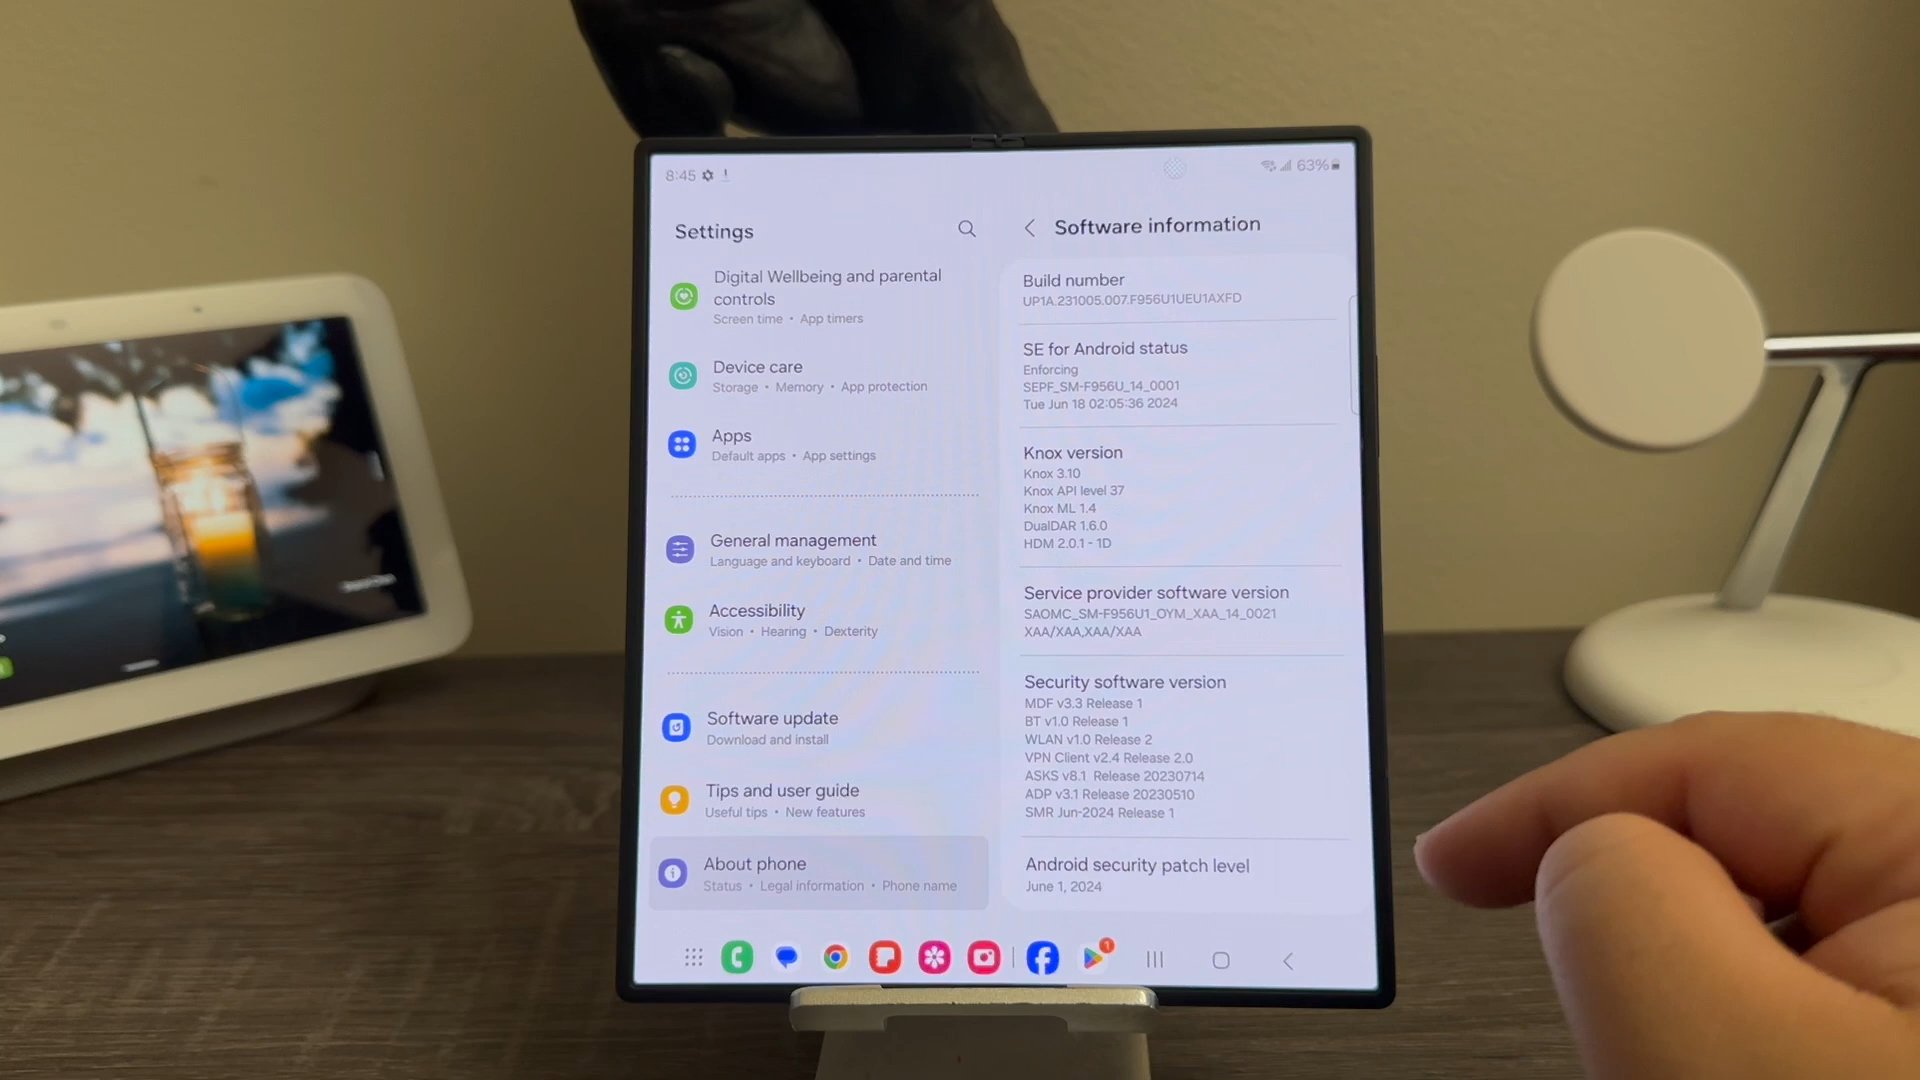 8:45
63%
Settings
Digital Wellbeing and parental
controls
Screen time • App timers
Device care
Storage • Memory • App protection
Apps
Default apps • App settings
General management
Language and keyboard • Date and time
Accessibility
Vision • Hearing • Dexterity
Software update
Download and install
Tips and user guide
Useful tips • New features
About phone
Status • Legal information • Phone name
Software information
Build number
UP1A.231005.007.F956U1UEU1AXFD
SE for Android status
Enforcing
SEPF_SM-F956U_14_0001
Tue Jun 18 02:05:36 2024
Knox version
Knox 3.10
Knox API level 37
Knox ML 1.4
DualDAR 1.6.0
HDM 2.0.1 - 1D
Service provider software version
SAOMC_SM-F956U1_OYM_XAA_14_0021
XAA/XAA,XAA/XAA
Security software version
MDF v3.3 Release 1
BT v1.0 Release 1
WLAN v1.0 Release 2
VPN Client v2.4 Release 2.0
ASKS v8.1 Release 20230714
ADP v3.1 Release 20230510
SMR Jun-2024 Release 1
Android security patch level
June 1, 2024
1